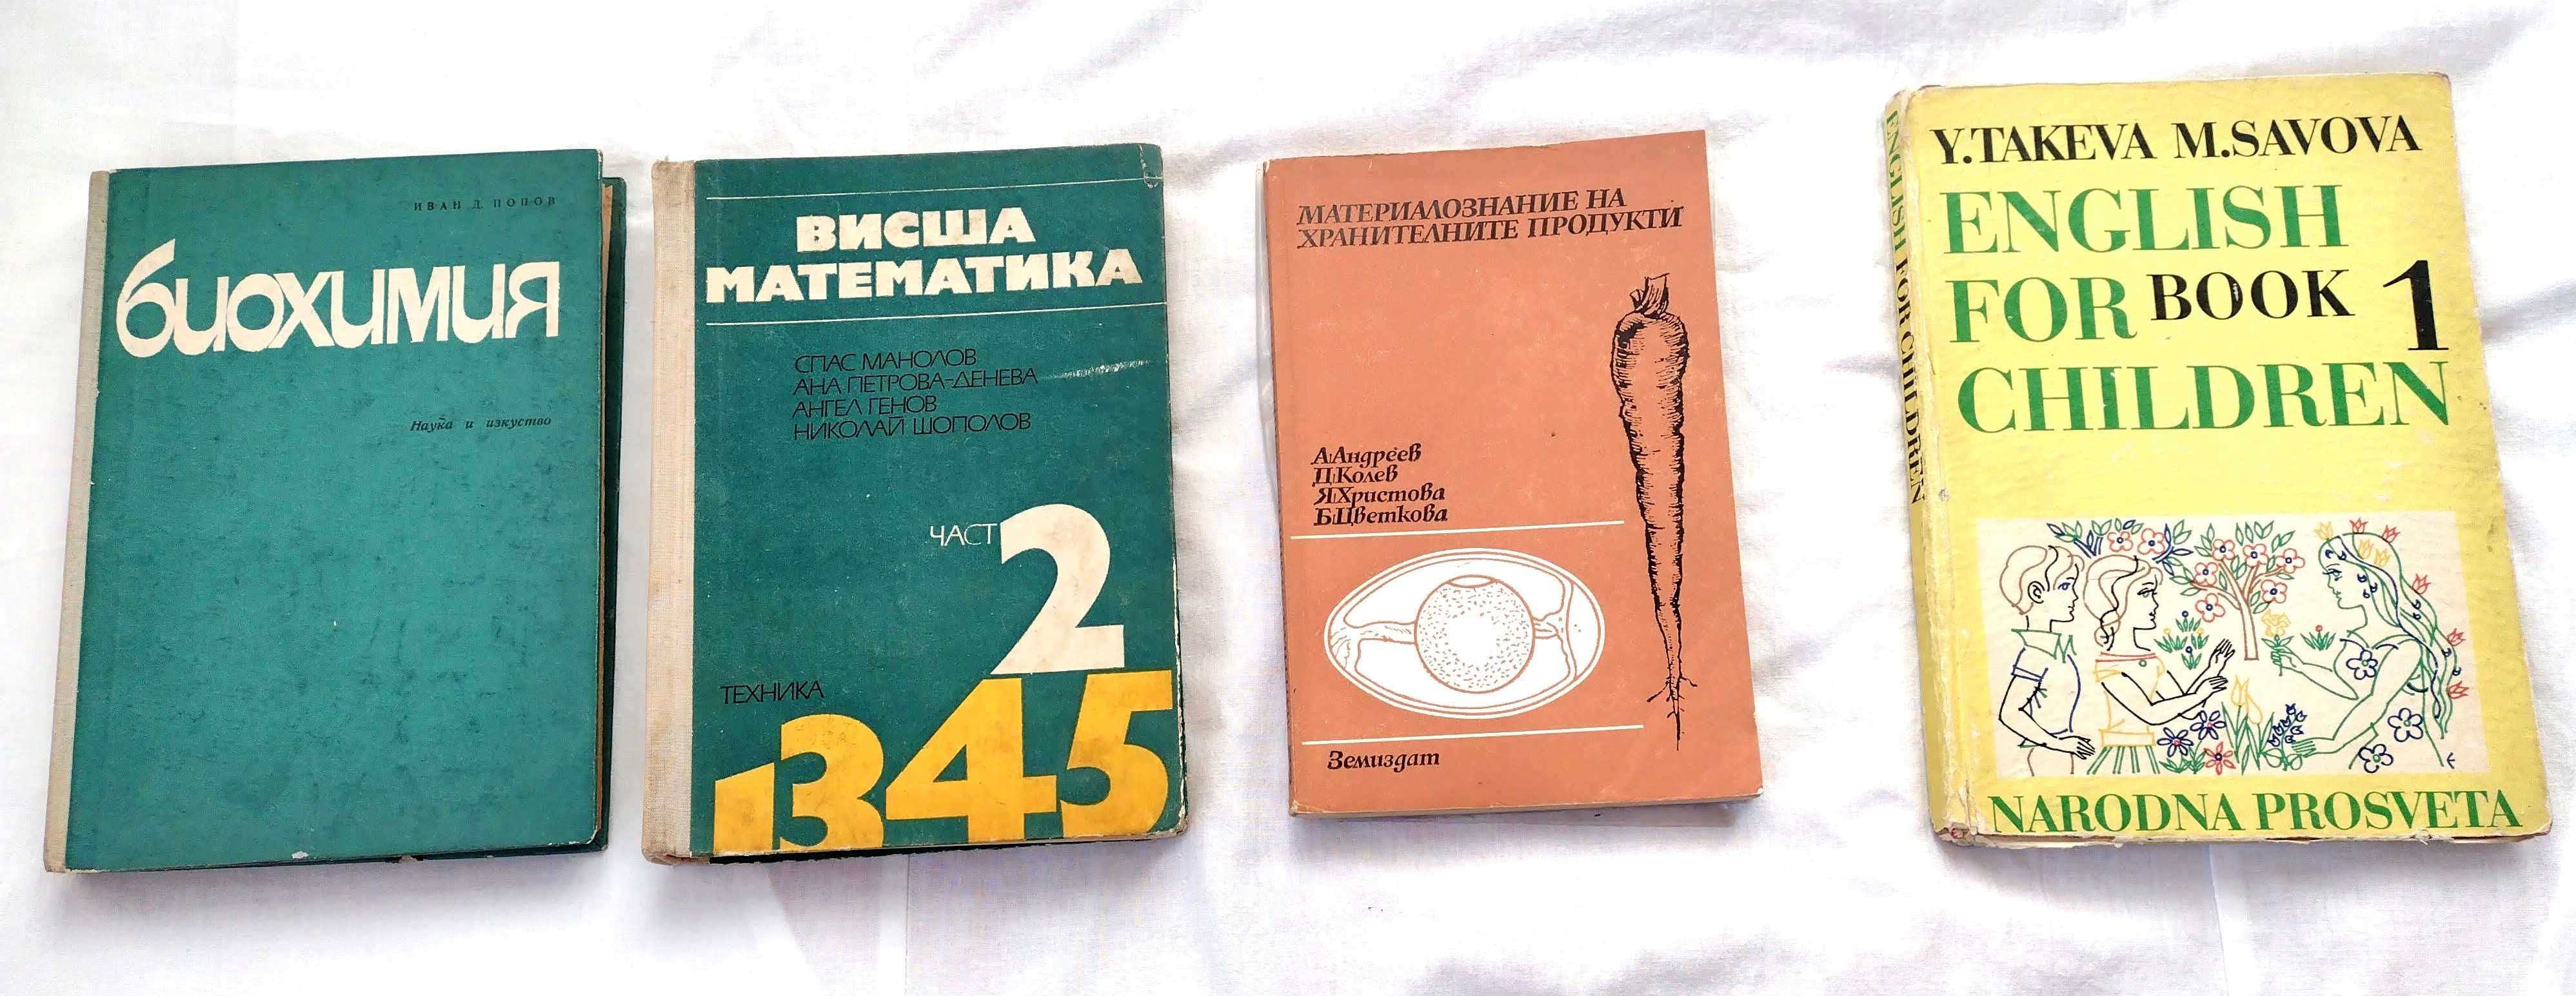 ИВАН Д. ПОПОВ
биохимия
Наука и изкуство
ВИСША
МАТЕМАТИКА
СПАС МАНОЛОВ
АНА ПЕТРОВА-ДЕНЕВА
АНГЕЛ ГЕНОВ
НИКОЛАЙ ШОПОЛОВ
ЧАСТ 2
ТЕХНИКА
1345
МАТЕРИАЛОЗНАНИЕ НА
ХРАНИТЕЛНИТЕ ПРОДУКТИ
А.Андреев
Ц.Колев
Я.Христова
Б.Цветкова
Земиздат
ENGLISH FOR CHILDREN
Y.TAKEVA M.SAVOVA
ENGLISH
FOR BOOK 1
CHILDREN
NARODNA PROSVETA